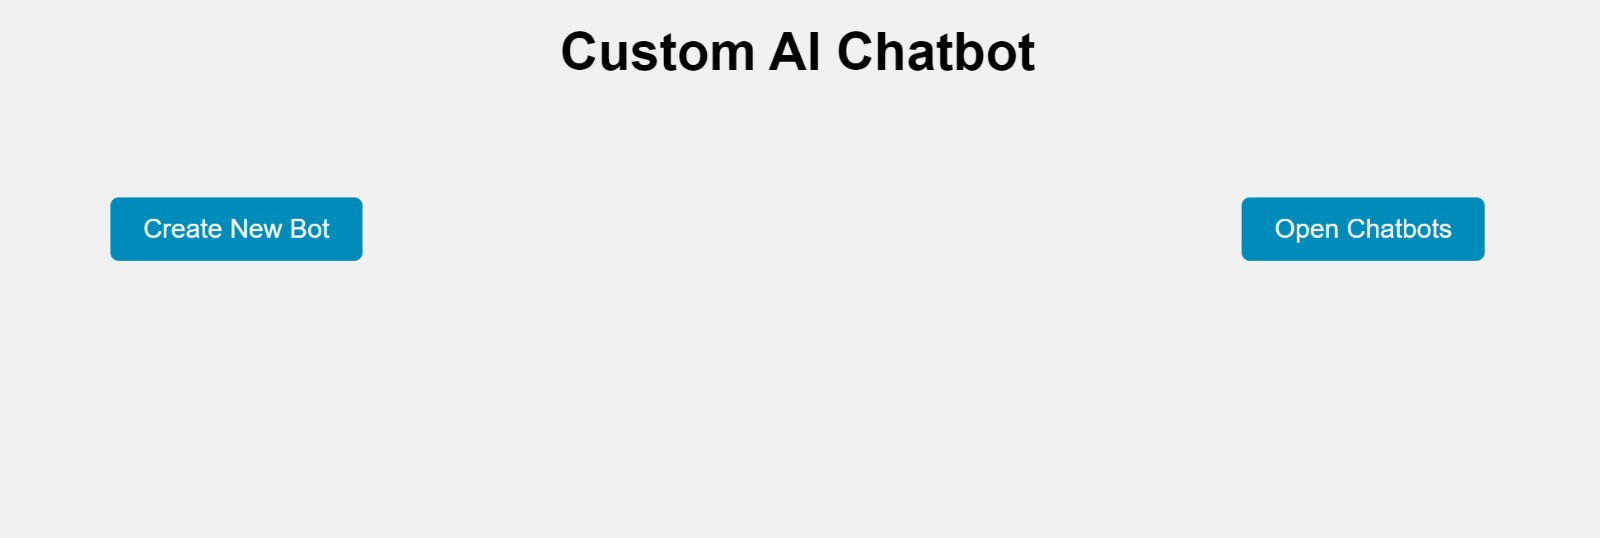 Custom AI Chatbot
Create New Bot
Open Chatbots